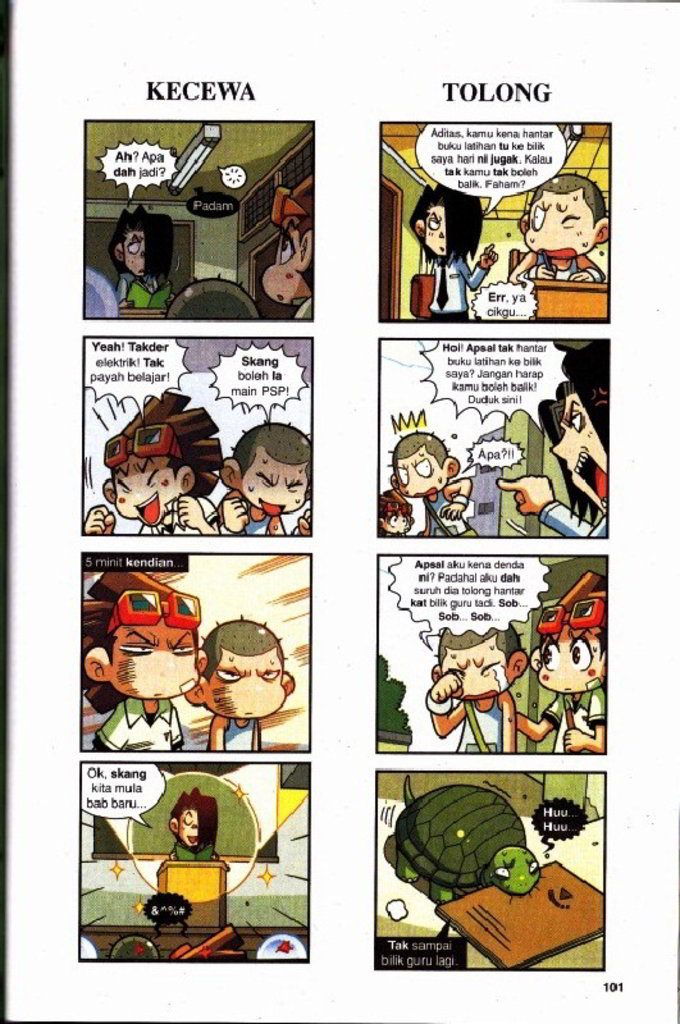 KECEWA
Ah? Apa
dah jadi?
Padam
Yeah! Takder
elektrik! Tak
payah belajar!
Skang
boleh la
main PSP!
5 minit kendian...
Ok, skang
kita mula
bab baru...
&*%#
TOLONG
Aditas, kamu kena hantar
buku latihan tu ke bilik
saya hari nii jugak. Kalau
tak kamu tak boleh
balik. Faham?
Err, ya
cikgu...
Hoi! Apsal tak hantar
buku latihan ke bilik
saya? Jangan harap
kamu boleh balik!
Duduk sini!
Apa?!!
Apsal aku kena denda
ni? Padahal aku dah
suruh dia tolong hantar
kat bilik guru tadi. Sob...
Sob... Sob...
Huu...
Huu...
Tak sampai
bilik guru lagi.
101